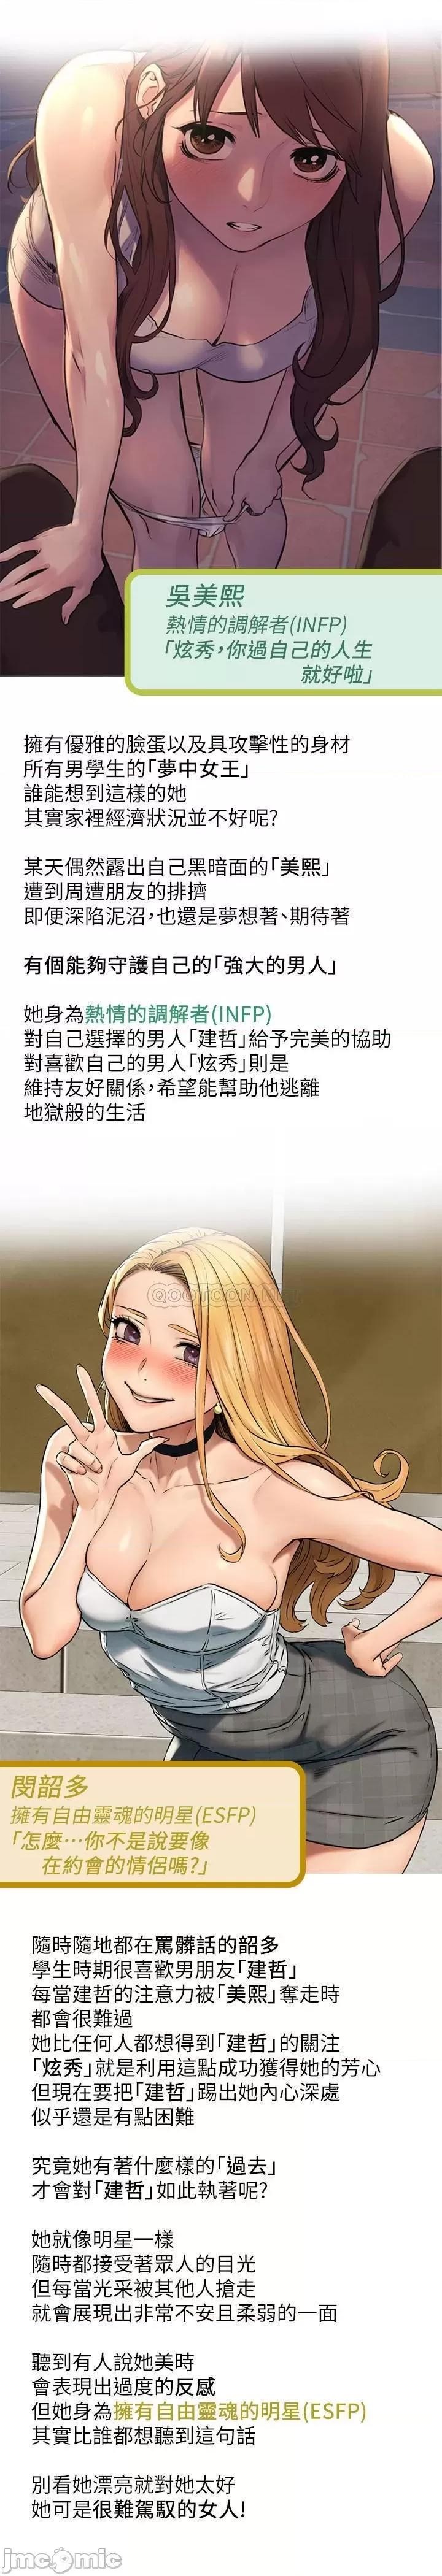 吳美熙
熱情的調解者(INFP)
「炫秀，你過自己的人生
就好啦」
擁有優雅的臉蛋以及具攻擊性的身材
所有男學生的「夢中女王」
誰能想到這樣的她
其實家裡經濟狀況並不好呢?
某天偶然露出自己黑暗面的「美熙」
遭到周遭朋友的排擠
即便深陷泥沼，也還是夢想著、期待著
有個能夠守護自己的「強大的男人」
她身為熱情的調解者(INFP)
對自己選擇的男人「建哲」給予完美的協助
對喜歡自己的男人「炫秀」則是
維持友好關係，希望能幫助他逃離
地獄般的生活
閔韶多
擁有自由靈魂的明星(ESFP)
「怎麼…你不是說要像
在約會的情侶嗎?」
隨時隨地都在罵髒話的韶多
學生時期很喜歡男朋友「建哲」
每當建哲的注意力被「美熙」奪走時
都會很難過
她比任何人都想得到「建哲」的關注
「炫秀」就是利用這點成功獲得她的芳心
但現在要把「建哲」踢出她內心深處
似乎還是有點困難
究竟她有著什麼樣的「過去」
才會對「建哲」如此執著呢?
她就像明星一樣
隨時都接受著眾人的目光
但每當光采被其他人搶走
就會展現出非常不安且柔弱的一面
聽到有人說她美時
會表現出過度的反感
但她身為擁有自由靈魂的明星(ESFP)
其實比誰都想聽到這句話
別看她漂亮就對她太好
她可是很難駕馭的女人!
jmcomic